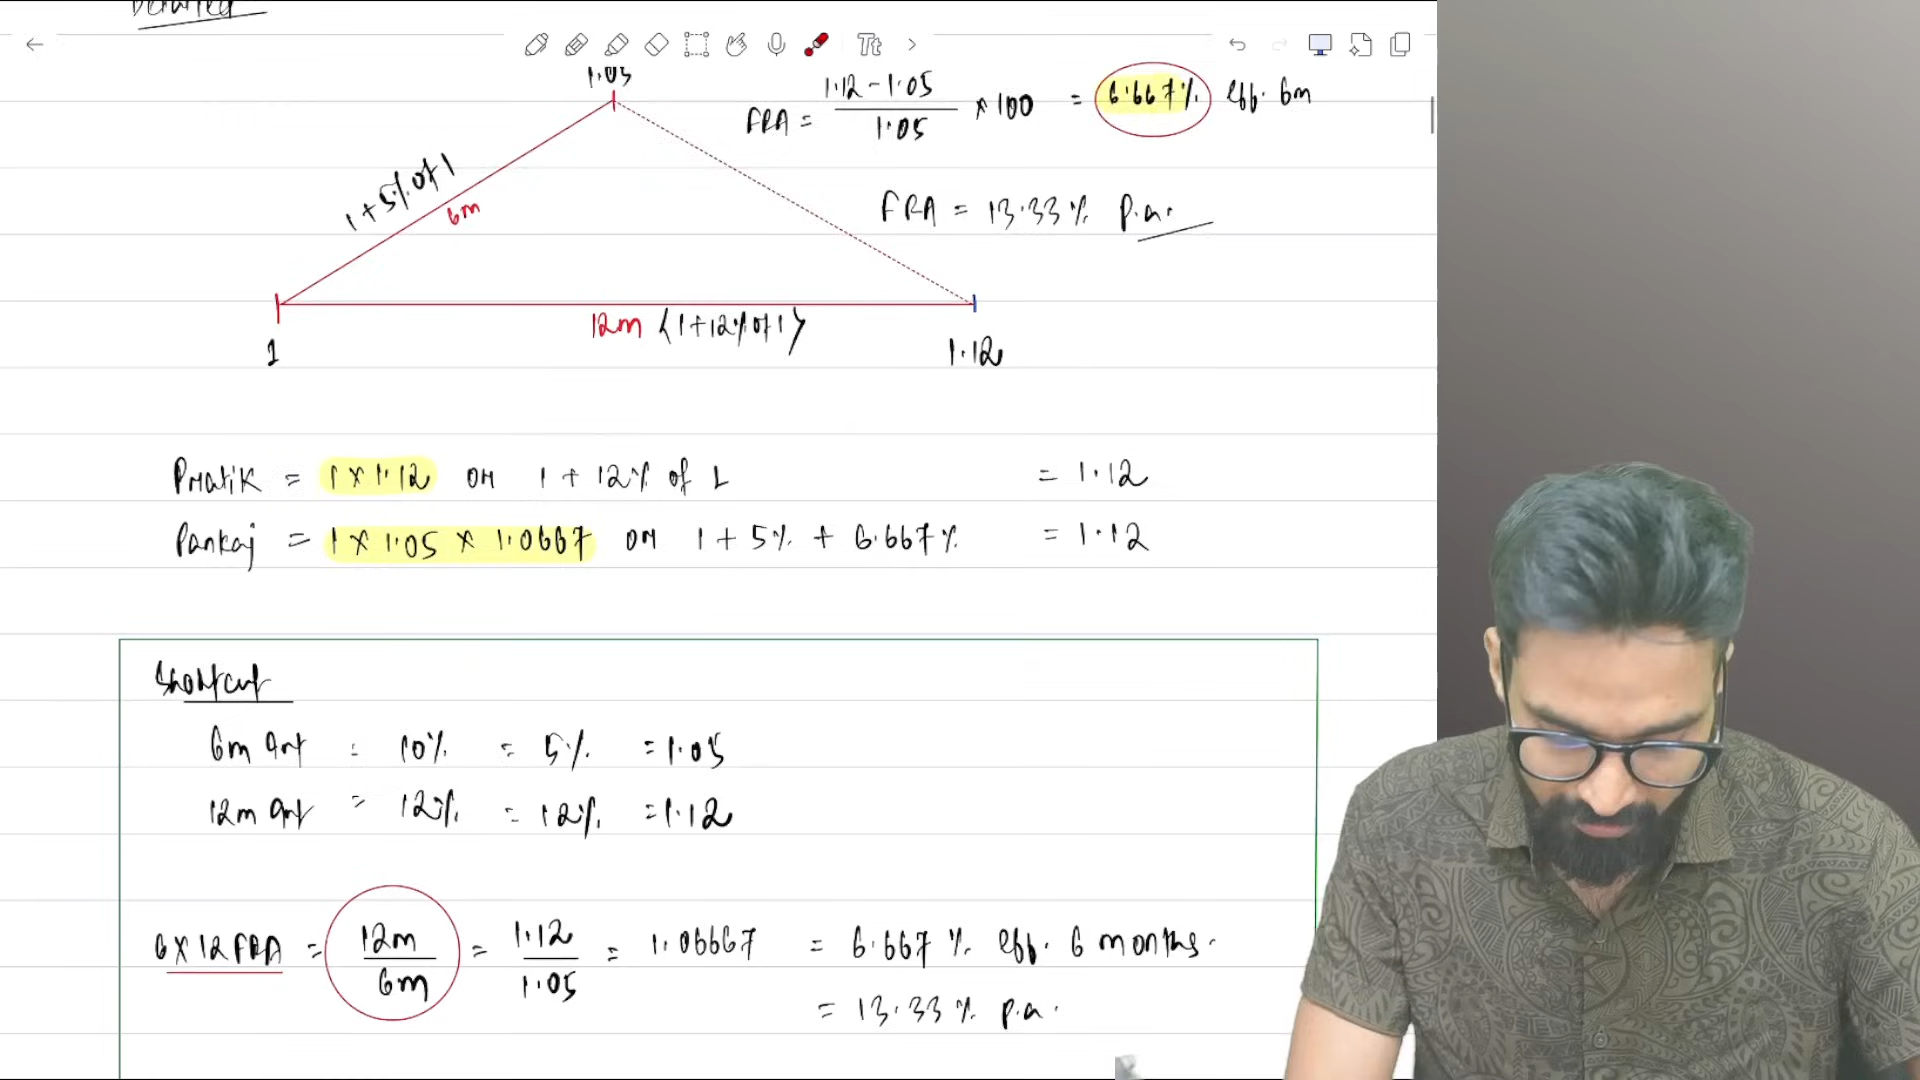 Detailed
Tt
1.05
FRA = 1.12 - 1.05 / 1.05 × 100 = 6.667% eff. 6m
1 + 5% of 1
6m
FRA = 13.33% p.a.
12m {1+12% of 1}
1
1.12
Pratik = 1 × 1.12 or 1 + 12% of 1 = 1.12
Pankaj = 1 × 1.05 × 1.0667 or 1 + 5% + 6.667% = 1.12
Shortcut
6m Int = 10% = 5% = 1.05
12m Int = 12% = 12% = 1.12
6 X 12 FRA = 12m / 6m = 1.12 / 1.05 = 1.06667 = 6.667% eff. 6 months.
= 13.33% p.a.